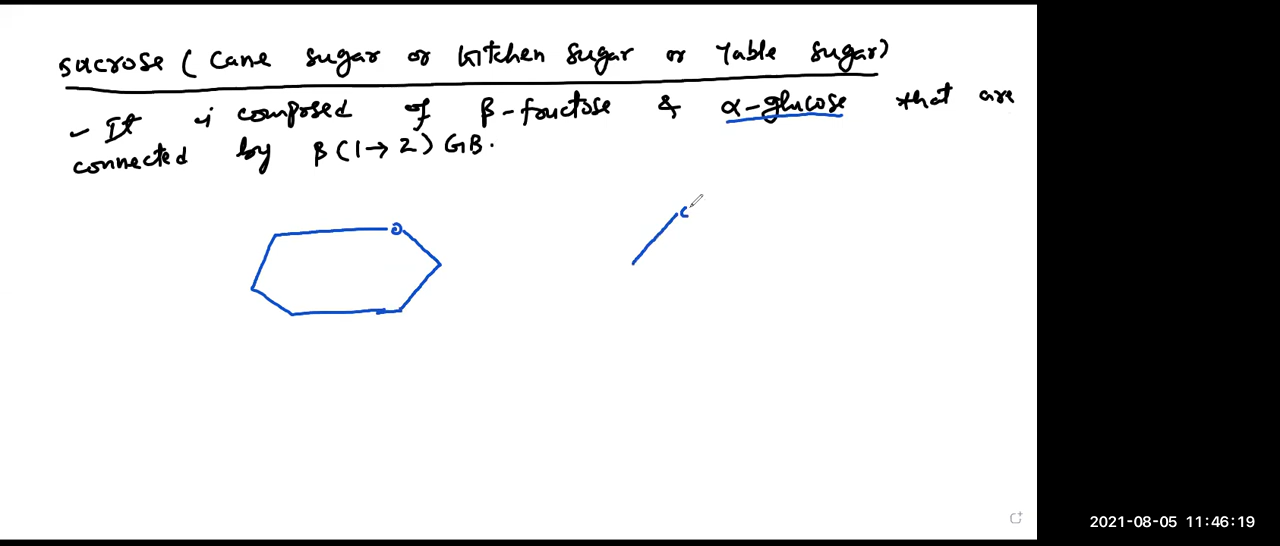 sucrose ( Cane sugar or kitchen sugar or Table sugar)
- It is composed of β-fructose & α-glucose that are
connected by β(1→2) GB.
O
2021-08-05 11:46:19